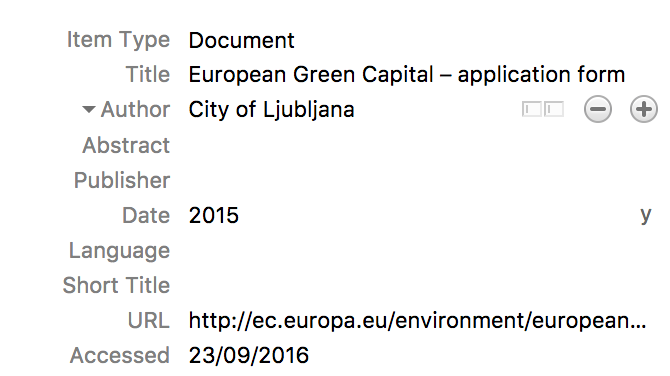 Item Type Document
Title European Green Capital – application form
Author City of Ljubljana
Abstract
Publisher
Date 2015 y
Language
Short Title
URL http://ec.europa.eu/environment/european...
Accessed 23/09/2016